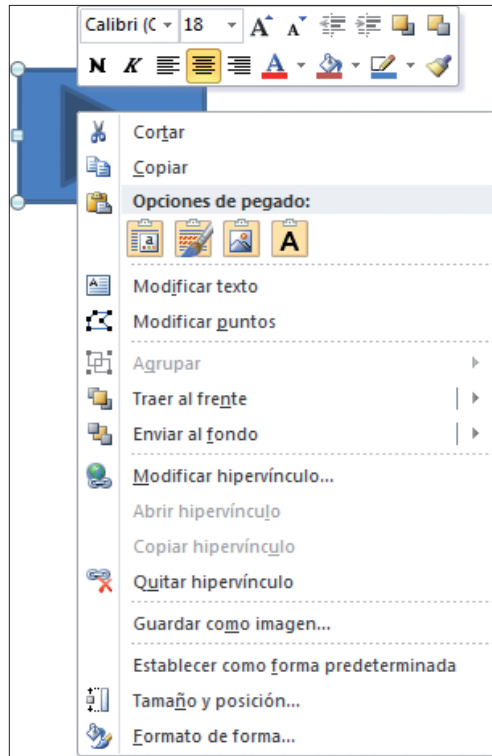 Calibri (C 18 A A
N K A
Cortar
Copiar
Opciones de pegado:
a A
Modificar texto
Modificar puntos
Agrupar
Traer al frente
Enviar al fondo
Modificar hipervínculo...
Abrir hipervínculo
Copiar hipervínculo
Quitar hipervínculo
Guardar como imagen...
Establecer como forma predeterminada
Tamaño y posición...
Formato de forma...